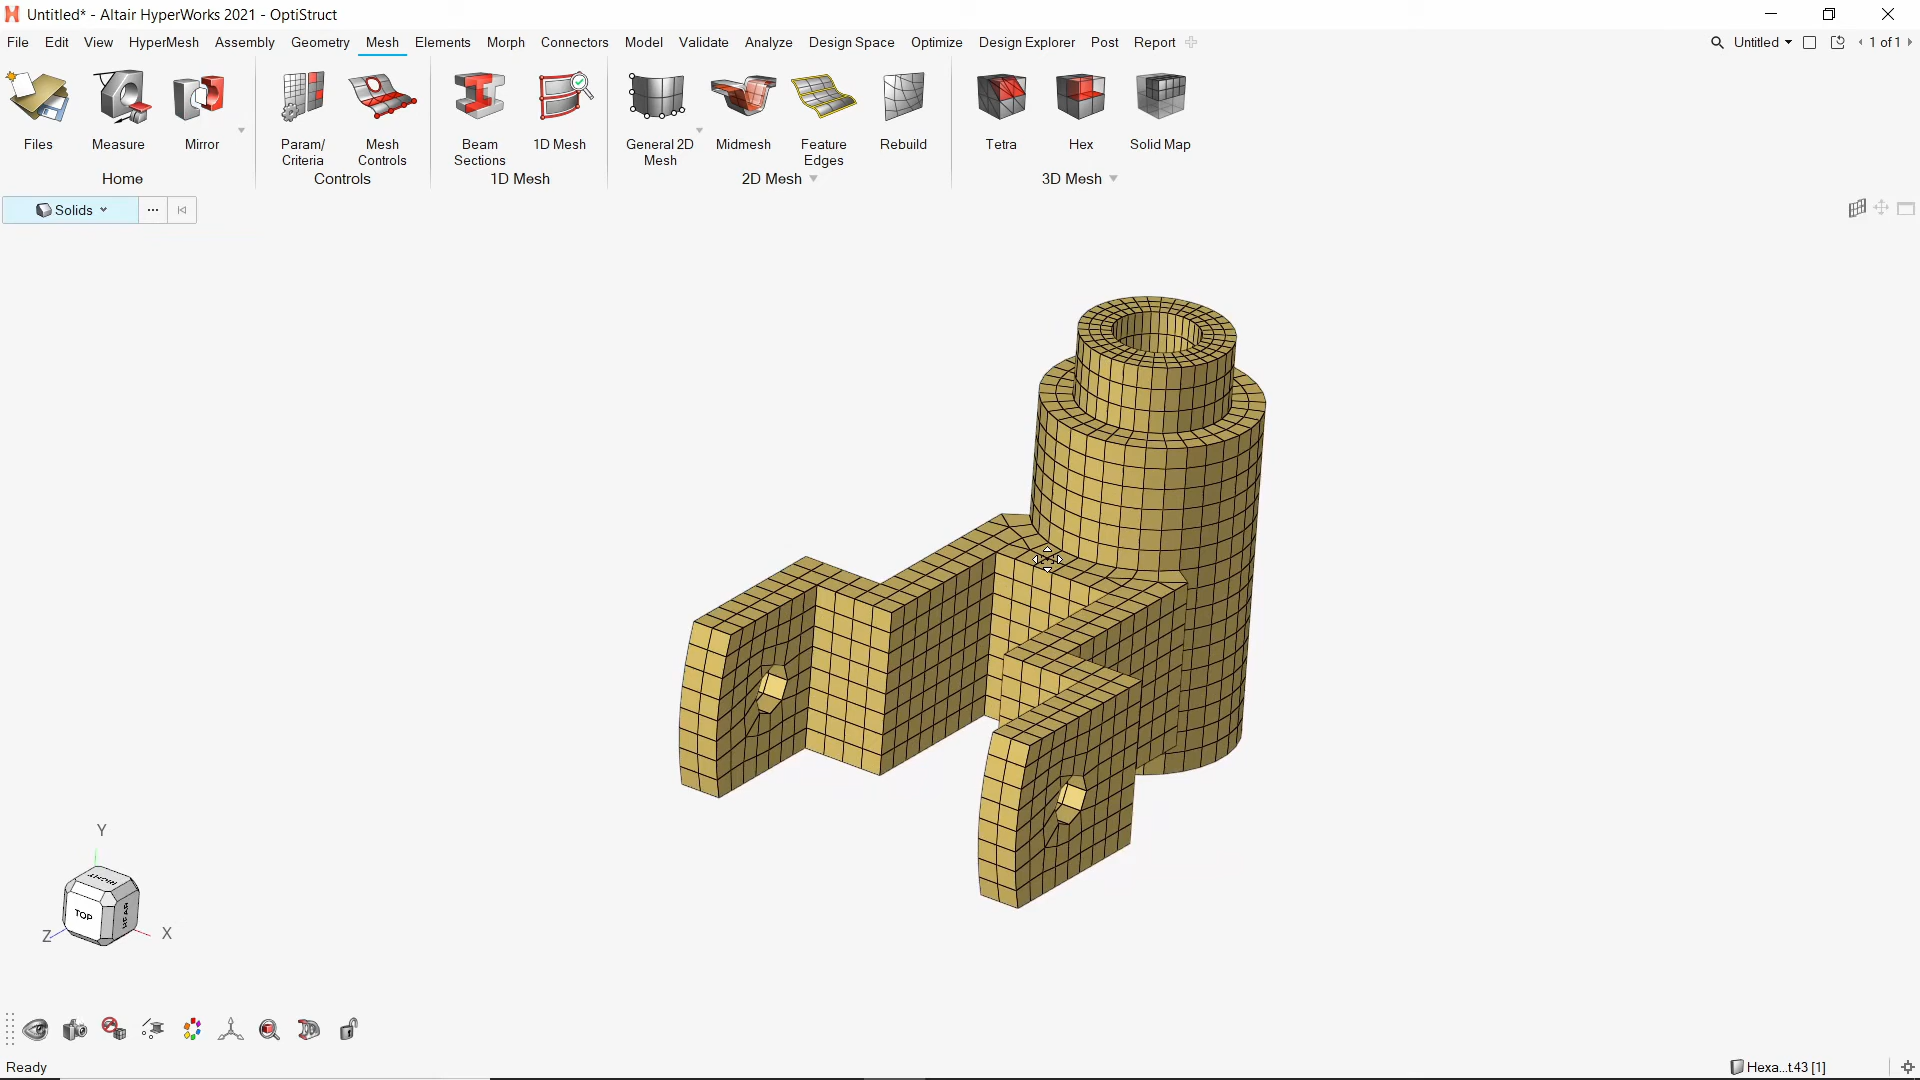 Untitled* - Altair HyperWorks 2021 - OptiStruct
File Edit View HyperMesh Assembly Geometry Mesh Elements Morph Connectors Model Validate Analyze Design Space Optimize Design Explorer Post Report Untitled 1 of 1
Files Measure Mirror Param/ Mesh Beam 1D Mesh General 2D Midmesh Feature Rebuild Tetra Hex Solid Map
Criteria Controls Sections Mesh Edges
Home Controls 1D Mesh 2D Mesh 3D Mesh
Solids ...
Y
RIGHT
TOP
REAR
Z X
Ready Hexa...t.43 [1]